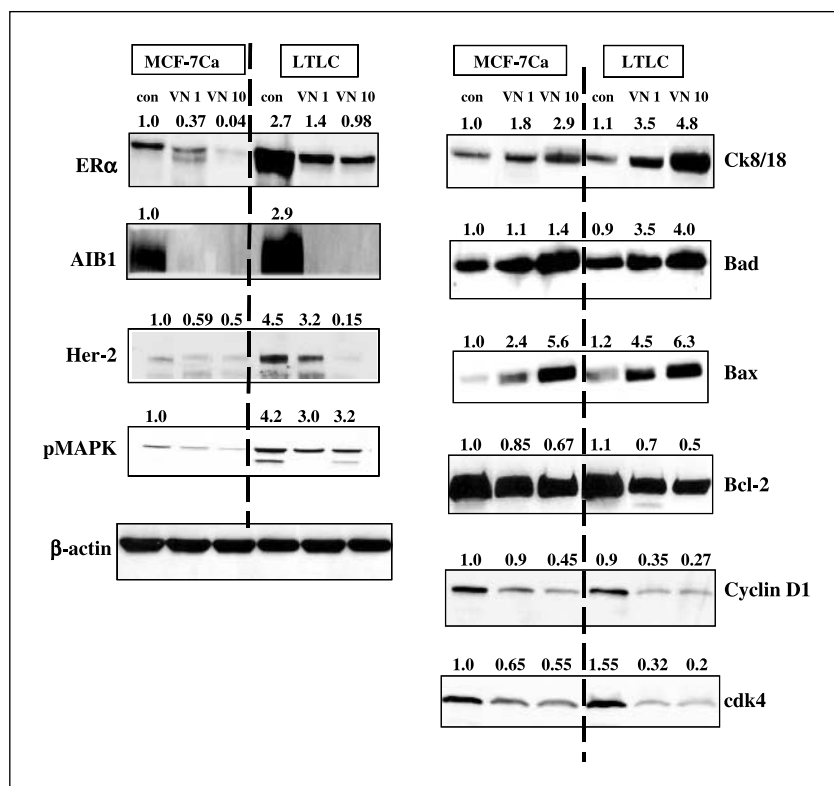 MCF-7Ca LTLC
con VN 1 VN 10 con VN 1 VN 10
1.0 0.37 0.04 2.7 1.4 0.98
ERα
1.0 2.9
AIB1
1.0 0.59 0.5 4.5 3.2 0.15
Her-2
1.0 4.2 3.0 3.2
pMAPK
β-actin
MCF-7Ca LTLC
con VN 1 VN 10 con VN 1 VN 10
1.0 1.8 2.9 1.1 3.5 4.8
Ck8/18
1.0 1.1 1.4 0.9 3.5 4.0
Bad
1.0 2.4 5.6 1.2 4.5 6.3
Bax
1.0 0.85 0.67 1.1 0.7 0.5
Bcl-2
1.0 0.9 0.45 0.9 0.35 0.27
Cyclin D1
1.0 0.65 0.55 1.55 0.32 0.2
cdk4